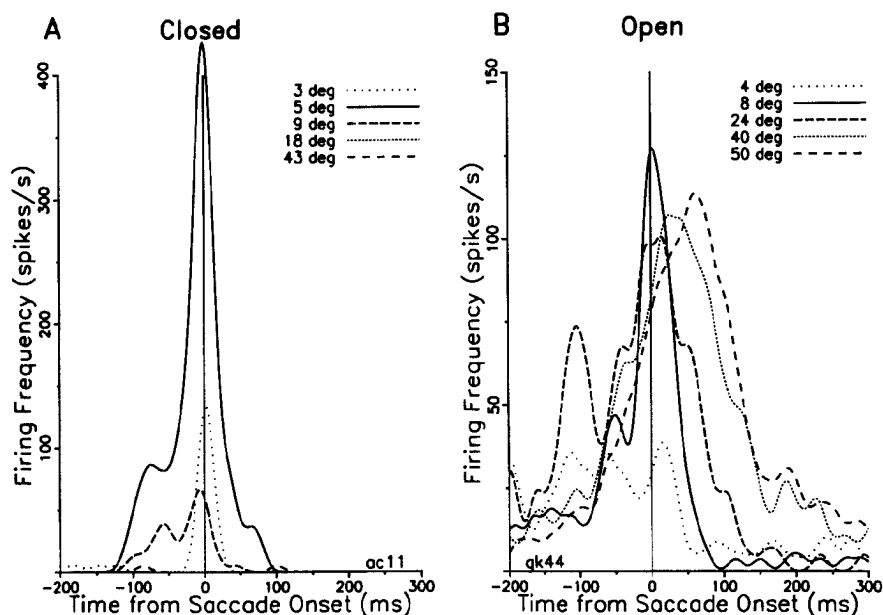 A
Closed
Firing Frequency (spikes/s)
400
300
200
100
3 deg
5 deg
9 deg
18 deg
43 deg
ac11
-200
-100
0
100
200
300
Time from Saccade Onset (ms)
B
Open
Firing Frequency (spikes/s)
150
100
50
4 deg
8 deg
24 deg
40 deg
50 deg
qk44
-200
-100
0
100
200
300
Time from Saccade Onset (ms)